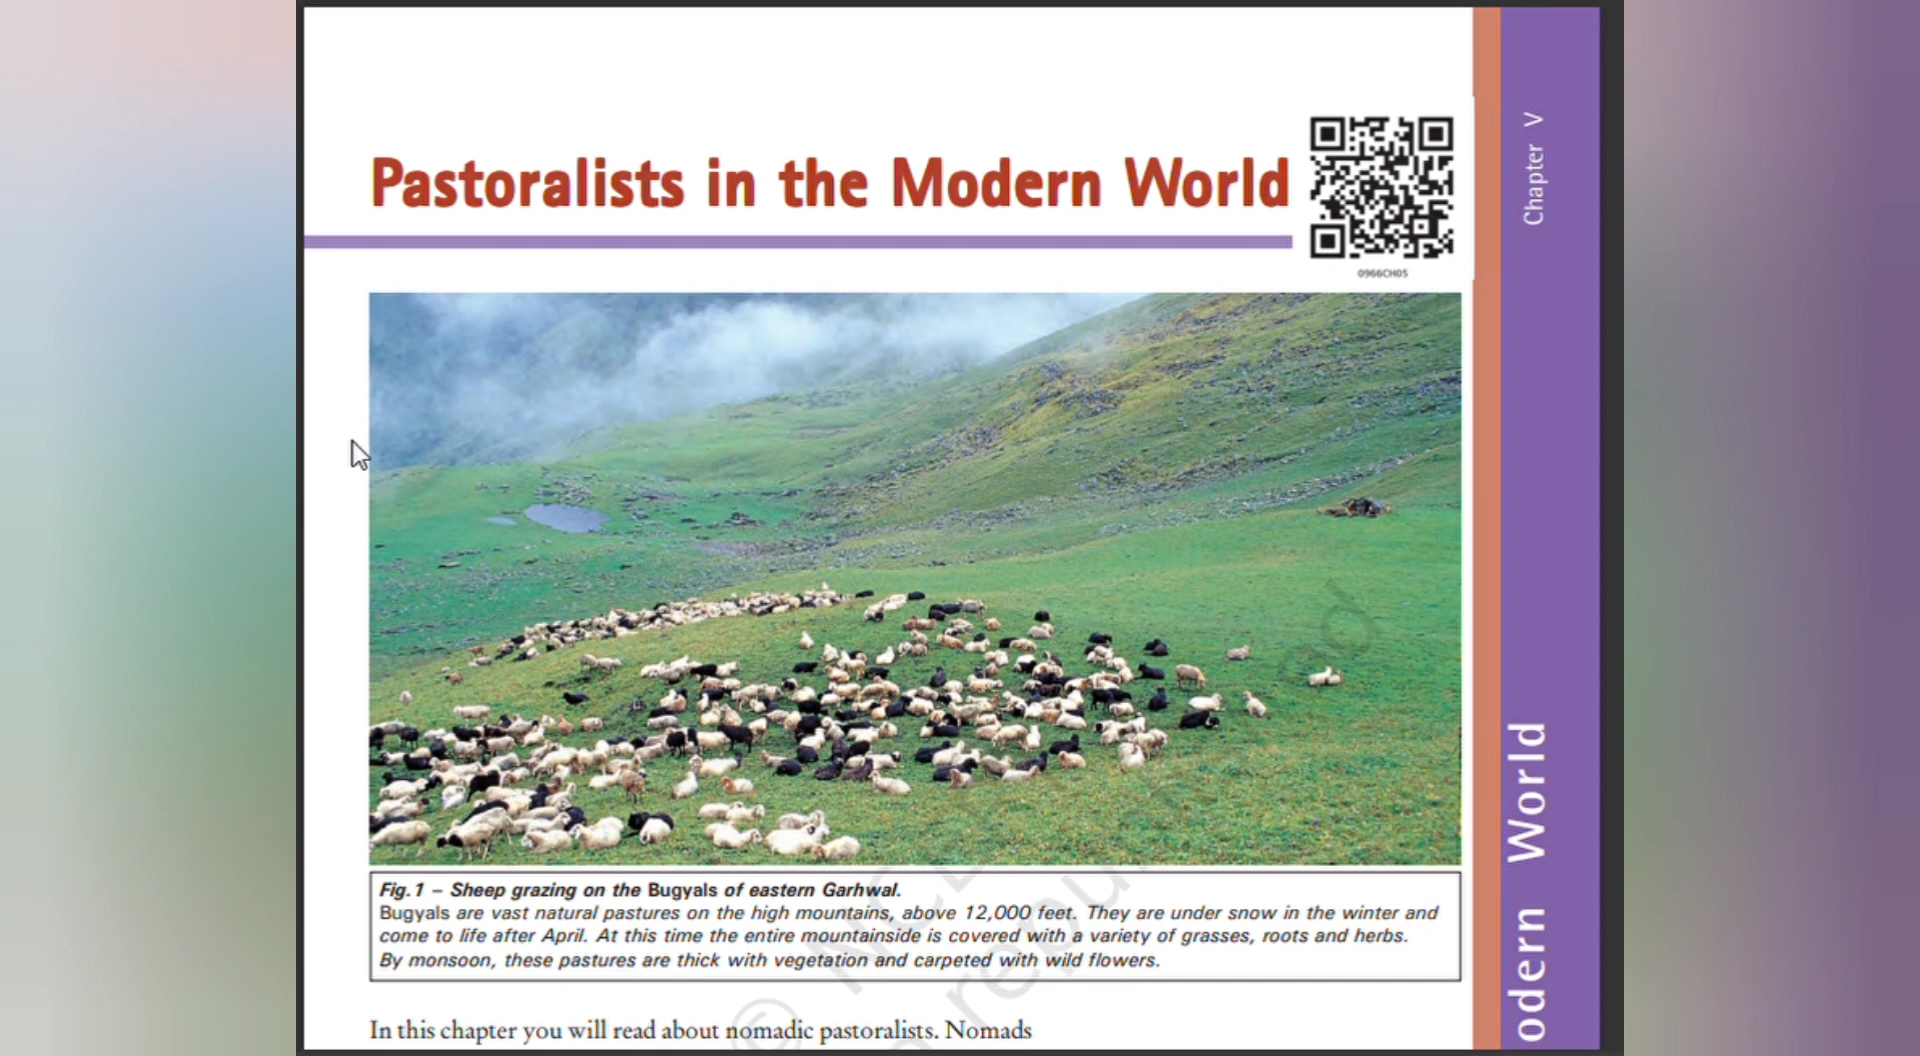 Pastoralists in the Modern World
0966CH05
Chapter V
Fig.1 – Sheep grazing on the Bugyals of eastern Garhwal.
Bugyals are vast natural pastures on the high mountains, above 12,000 feet. They are under snow in the winter and
come to life after April. At this time the entire mountainside is covered with a variety of grasses, roots and herbs.
By monsoon, these pastures are thick with vegetation and carpeted with wild flowers.
In this chapter you will read about nomadic pastoralists. Nomads
odern World